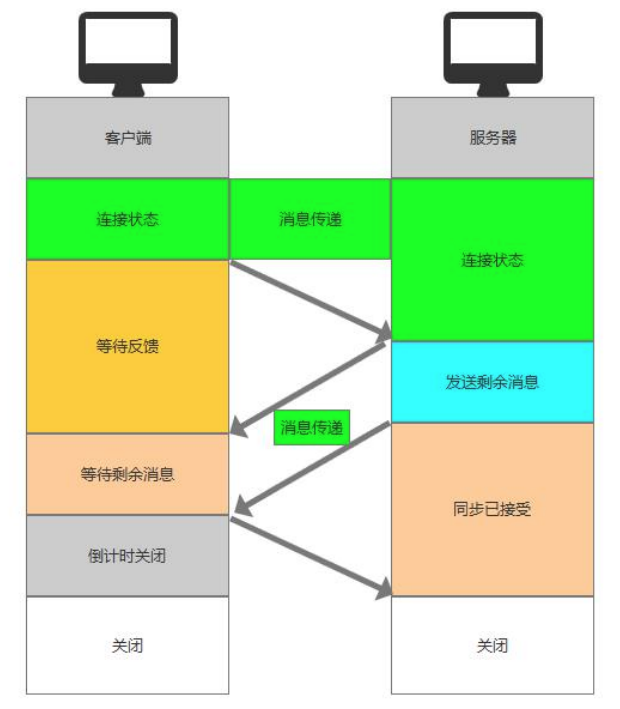 客户端
服务器
连接状态
消息传递
连接状态
等待反馈
发送剩余消息
消息传递
等待剩余消息
同步已接受
倒计时关闭
关闭
关闭